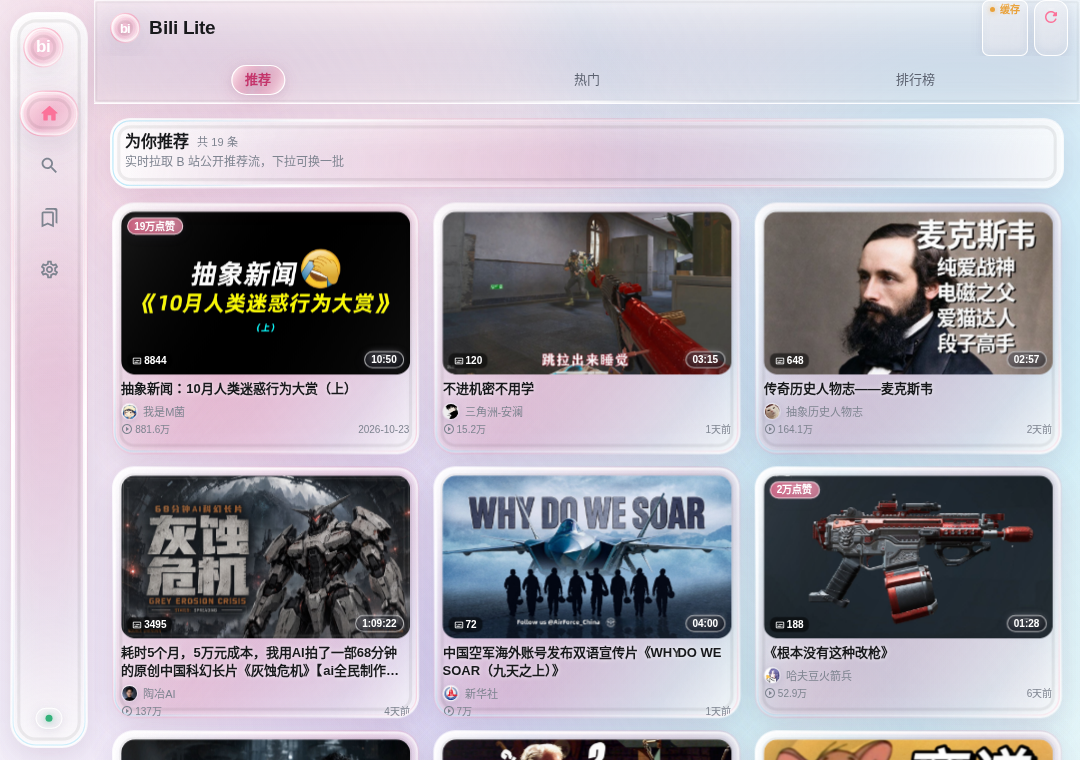 bi
bi Bili Lite
缓存
推荐 热门 排行榜
为你推荐 共 19 条
实时拉取 B 站公开推荐流，下拉可换一批
19万点赞
抽象新闻
《10月人类迷惑行为大赏》
（上）
8844 10:50
抽象新闻：10月人类迷惑行为大赏（上）
我是M菌
881.6万 2026-10-23
跳拉出来睡觉
120 03:15
不进机密不用学
三角洲-安澜
15.2万 1天前
麦克斯韦
纯爱战神
电磁之父
爱猫达人
段子高手
648 02:57
传奇历史人物志——麦克斯韦
抽象历史人物志
164.1万 2天前
68分钟AI科幻长片
灰蚀
危机
GREY EROSION CRISIS
3495 1:09:22
耗时5个月，5万元成本，我用AI拍了一部68分钟
的原创中国科幻长片《灰蚀危机》【ai全民制作…
陶冶AI
137万 4天前
WHY DO WE SOAR
Follow us @AirForce_China
72 04:00
中国空军海外账号发布双语宣传片《WHY DO WE
SOAR（九天之上）》
新华社
7万 1天前
2万点赞
188 01:28
《根本没有这种改枪》
哈夫豆火箭兵
52.9万 6天前